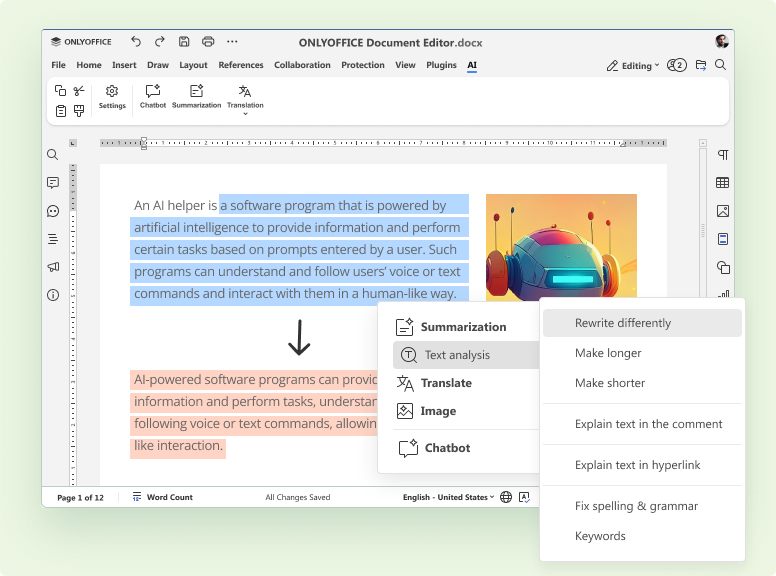 ONLYOFFICE
ONLYOFFICE Document Editor.docx
File Home Insert Draw Layout References Collaboration Protection View Plugins AI
Editing 2
Settings Chatbot Summarization Translation
An AI helper is a software program that is powered by
artificial intelligence to provide information and perform
certain tasks based on prompts entered by a user. Such
programs can understand and follow users' voice or text
commands and interact with them in a human-like way.
AI-powered software programs can provid
information and perform tasks, understan
following voice or text commands, allowin
like interaction.
Summarization
Text analysis
Translate
Image
Chatbot
Rewrite differently
Make longer
Make shorter
Explain text in the comment
Explain text in hyperlink
Fix spelling & grammar
Keywords
Page 1 of 12 Word Count All Changes Saved English - United States